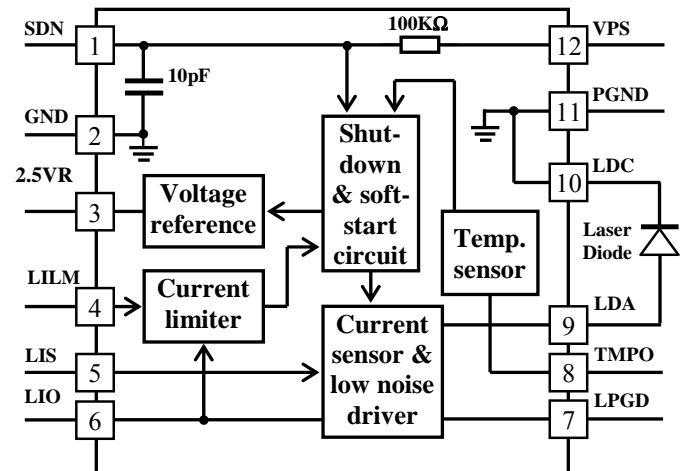 SDN
1
100KΩ
12
VPS
10pF
GND
2
11
PGND
Shut-
down
& soft-
start
circuit
2.5VR
3
Voltage
reference
10
LDC
Temp.
sensor
Laser
Diode
LILM
4
Current
limiter
Current
sensor &
low noise
driver
9
LDA
LIS
5
8
TMPO
LIO
6
7
LPGD